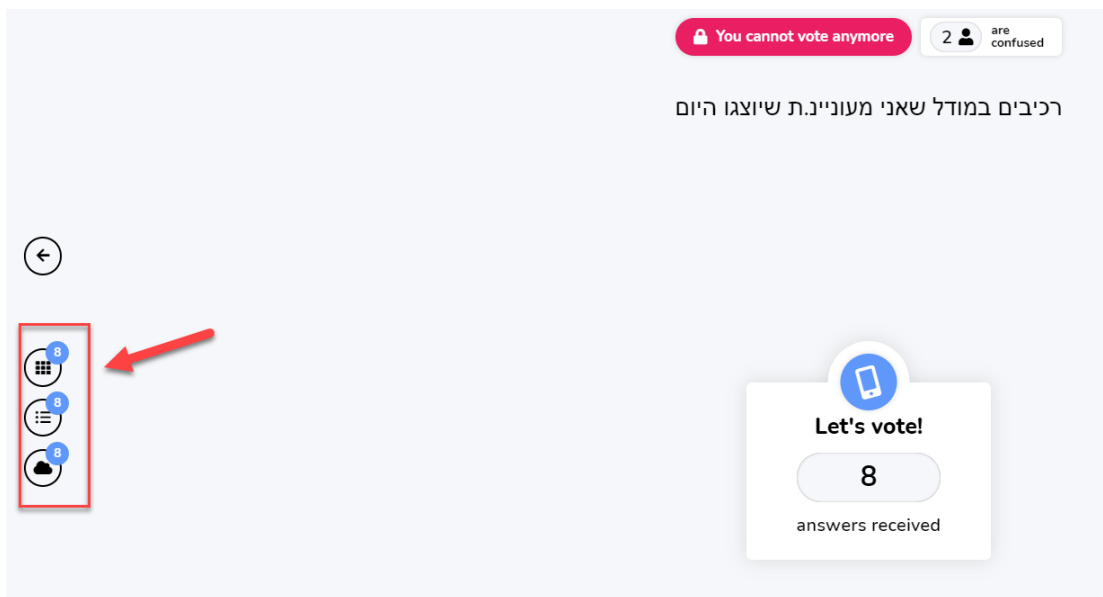 You cannot vote anymore
2
are
confused
רכיבים במודל שאני מעוניינ.ת שיוצגו היום
8
8
8
Let's vote!
8
answers received